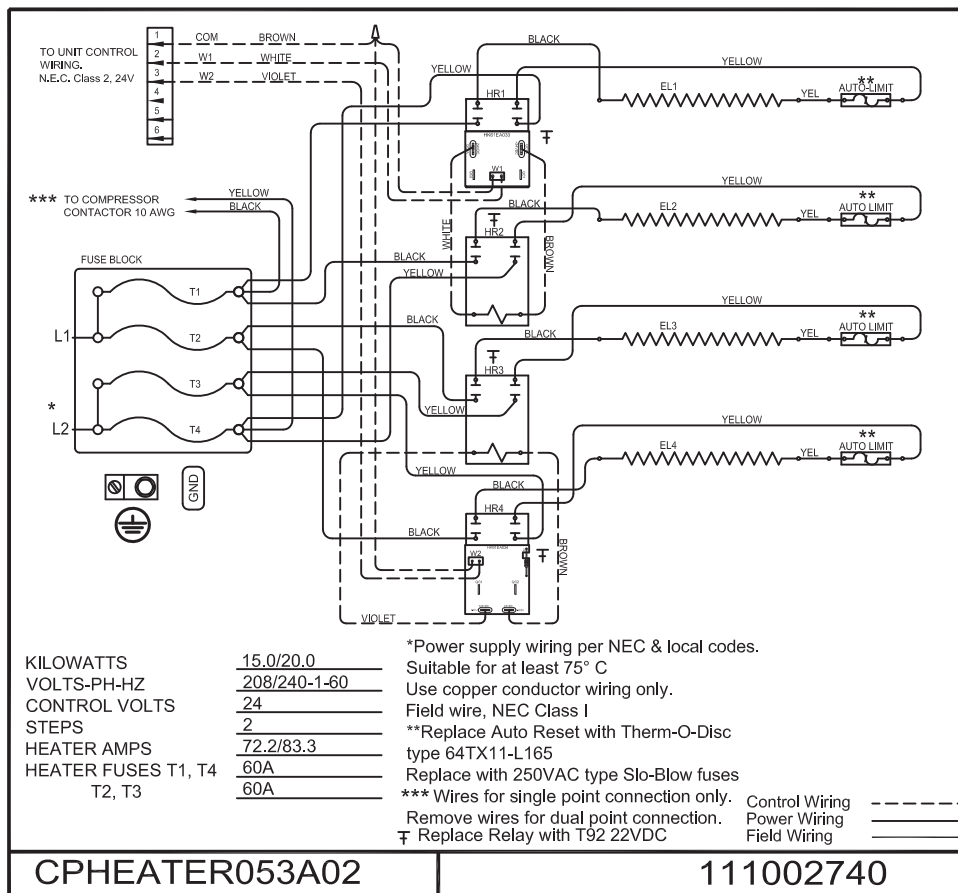 1 COM BROWN
2 W1 WHITE
3 W2 VIOLET
4
5
6
TO UNIT CONTROL
WIRING.
N.E.C. Class 2, 24V
*** TO COMPRESSOR
CONTACTOR 10 AWG
YELLOW
BLACK
FUSE BLOCK
T1
L1
T2
T3
*
L2
T4
GND
BLACK
YELLOW
YELLOW
HR1
HN61EA033
W1
Ŧ
EL1
YEL
**
AUTO-LIMIT
WHITE
BROWN
BLACK
YELLOW
Ŧ
HR2
BLACK
YELLOW
EL2
YEL
**
AUTO LIMIT
BLACK
BLACK
YELLOW
Ŧ
HR3
YELLOW
EL3
YEL
**
AUTO LIMIT
YELLOW
BLACK
YELLOW
HR4
BLACK
W2
Ŧ
BROWN
VIOLET
EL4
YEL
**
AUTO LIMIT
KILOWATTS 15.0/20.0
VOLTS-PH-HZ 208/240-1-60
CONTROL VOLTS 24
STEPS 2
HEATER AMPS 72.2/83.3
HEATER FUSES T1, T4 60A
T2, T3 60A
*Power supply wiring per NEC & local codes.
Suitable for at least 75° C
Use copper conductor wiring only.
Field wire, NEC Class I
**Replace Auto Reset with Therm-O-Disc
type 64TX11-L165
Replace with 250VAC type Slo-Blow fuses
*** Wires for single point connection only.
Remove wires for dual point connection.
Ŧ Replace Relay with T92 22VDC
Control Wiring
Power Wiring
Field Wiring
CPHEATER053A02
111002740